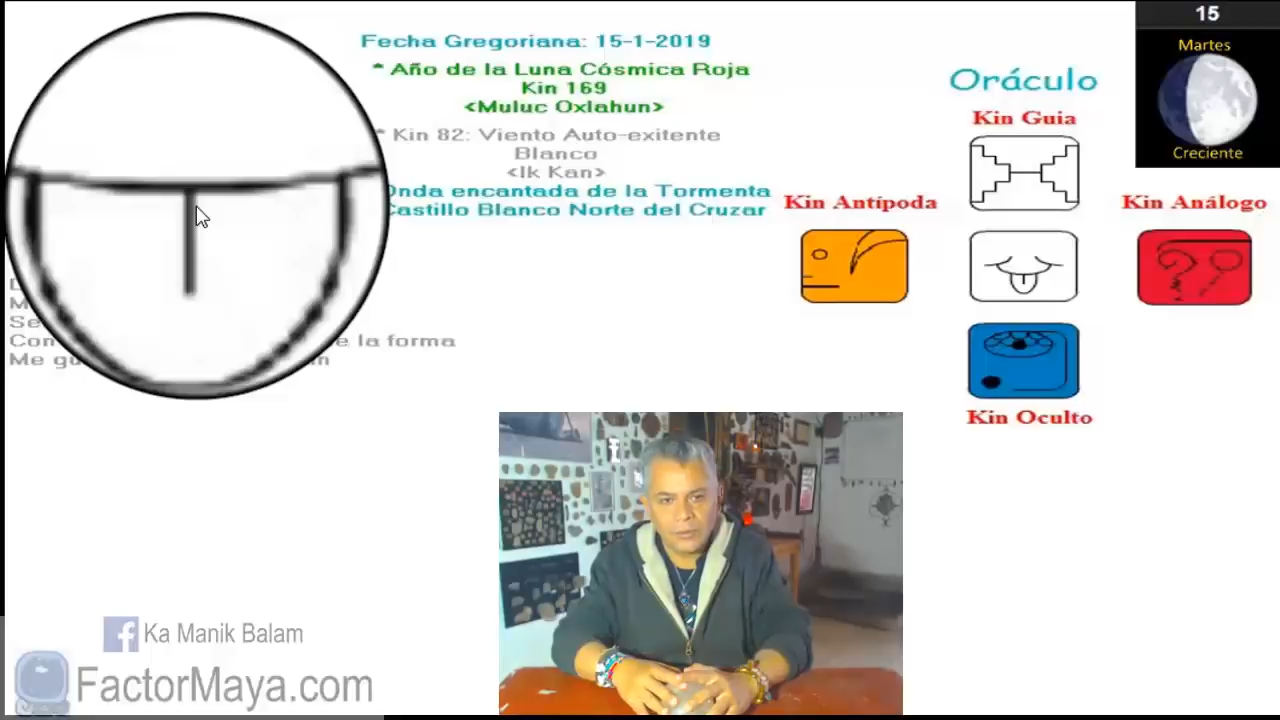 Fecha Gregoriana: 15-1-2019
* Año de la Luna Cósmica Roja
Kin 169
<Muluc Oxlahun>
* Kin 82: Viento Auto-exitente
Blanco
<Ik Kan>
Onda encantada de la Tormenta
Castillo Blanco Norte del Cruzar
la forma
Me
Oráculo
Kin Guia
Kin Antípoda
Kin Análogo
Kin Oculto
15
Martes
Creciente
Ka Manik Balam
FactorMaya.com